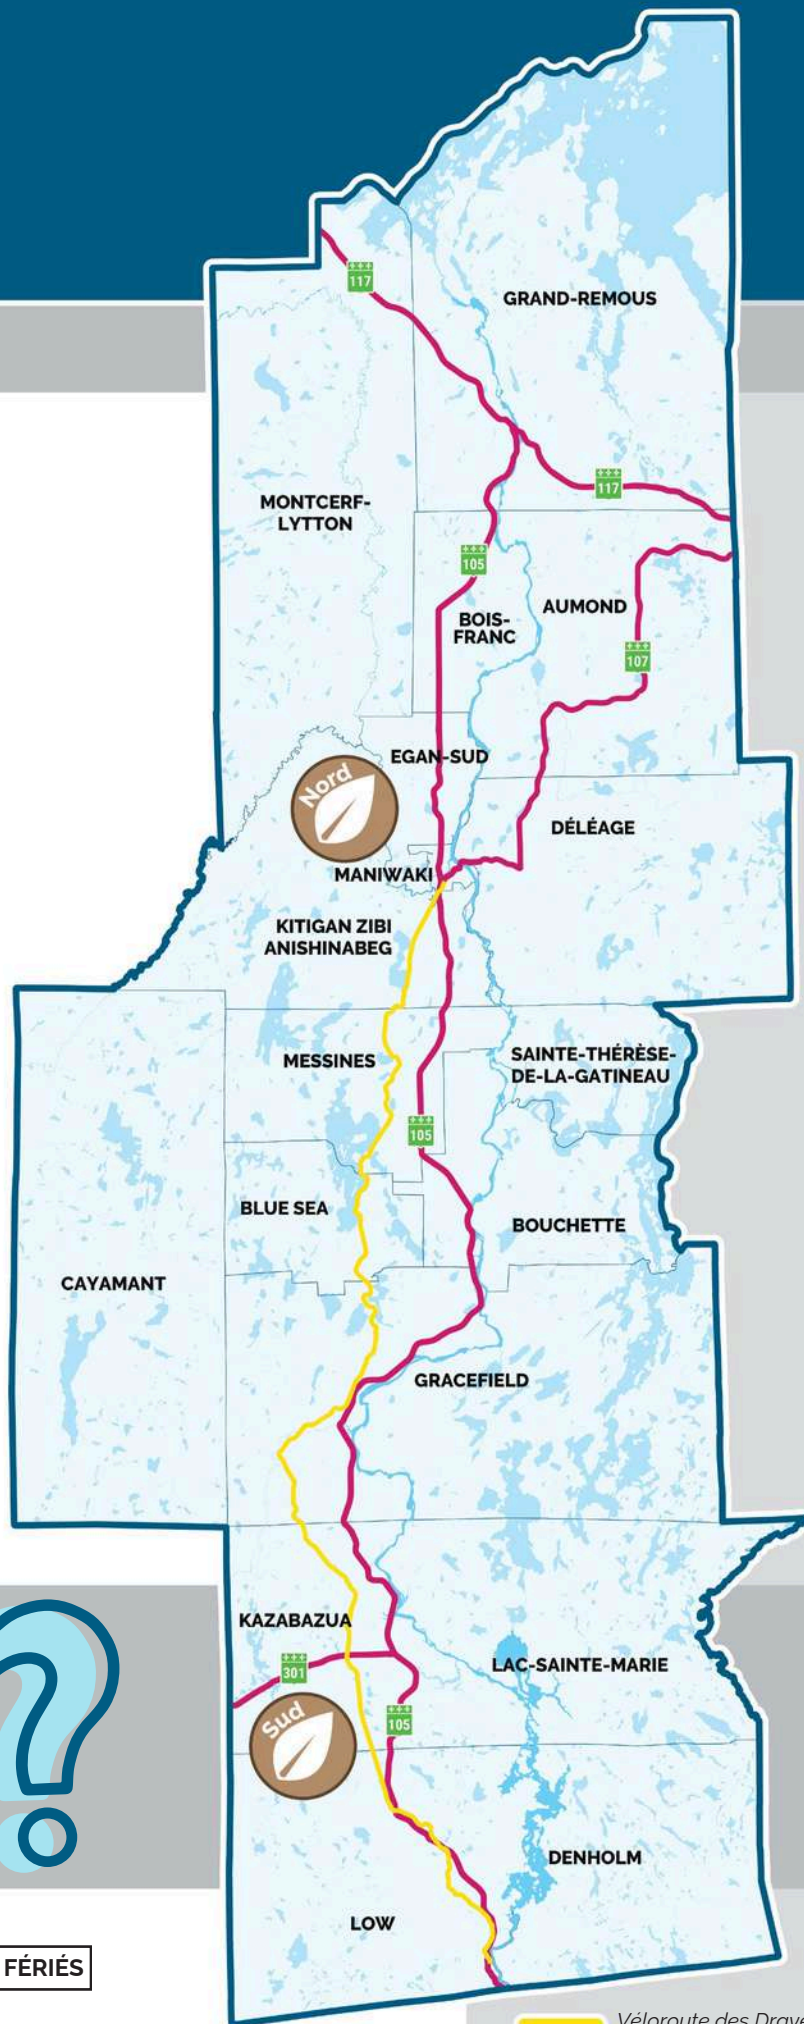 117
GRAND-REMOUS
117
MONTCERF-
LYTTON
105
BOIS-
FRANC
AUMOND
107
EGAN-SUD
Nord
DÉLÉAGE
MANIWAKI
KITIGAN ZIBI
ANISHINABEG
MESSINES
SAINTE-THÉRÈSE-
DE-LA-GATINEAU
105
BLUE SEA
BOUCHETTE
CAYAMANT
GRACEFIELD
KAZABAZUA
301
LAC-SAINTE-MARIE
Sud
105
DENHOLM
LOW
?
FÉRIÉS
Véloroute des